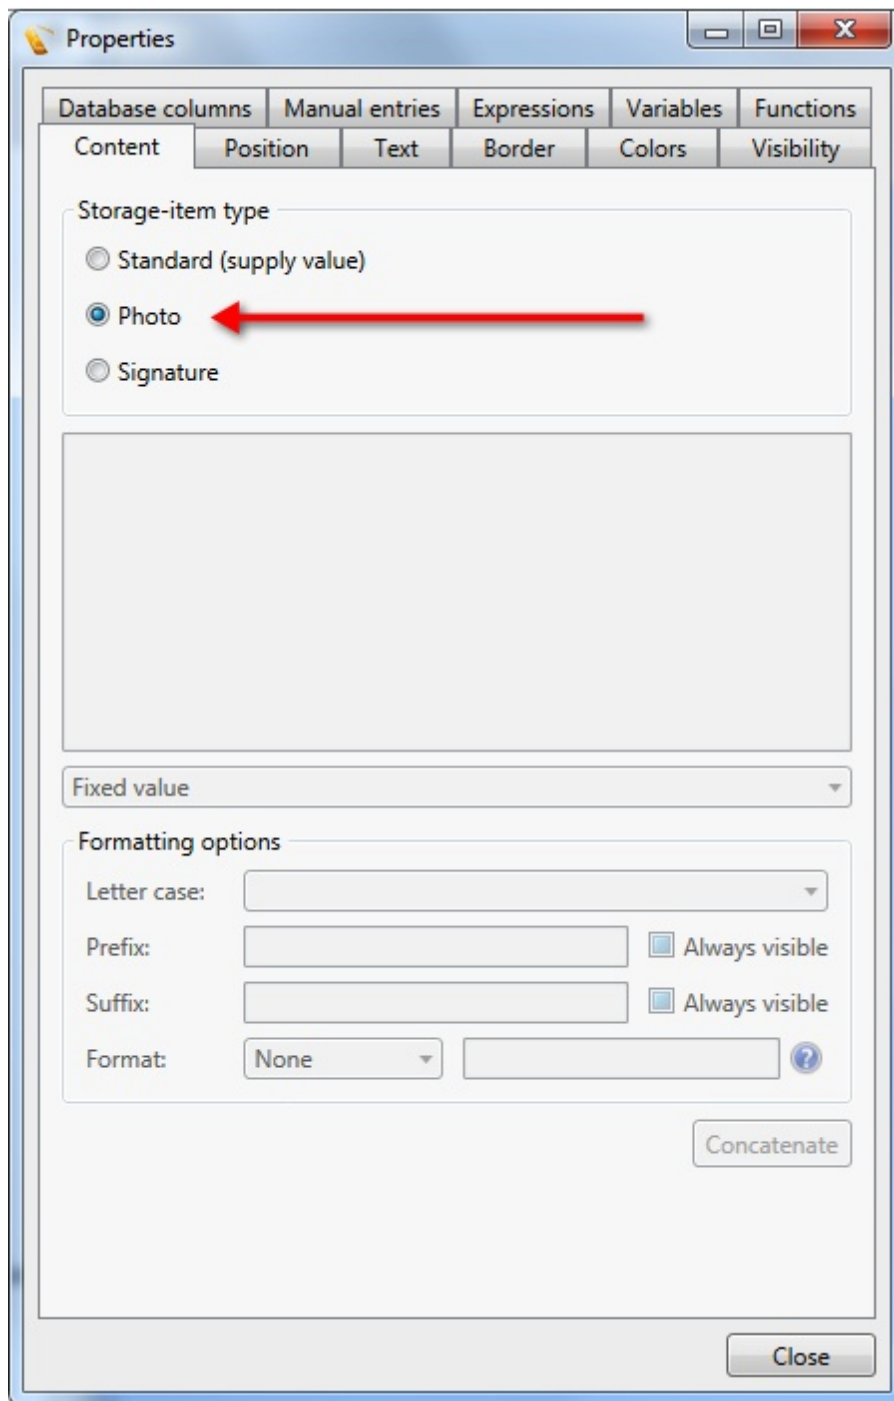 Properties
Database columns Manual entries Expressions Variables Functions
Content Position Text Border Colors Visibility
Storage-item type
Standard (supply value)
Photo
Signature
Fixed value
Formatting options
Letter case:
Prefix: Always visible
Suffix: Always visible
Format: None ?
Concatenate
Close